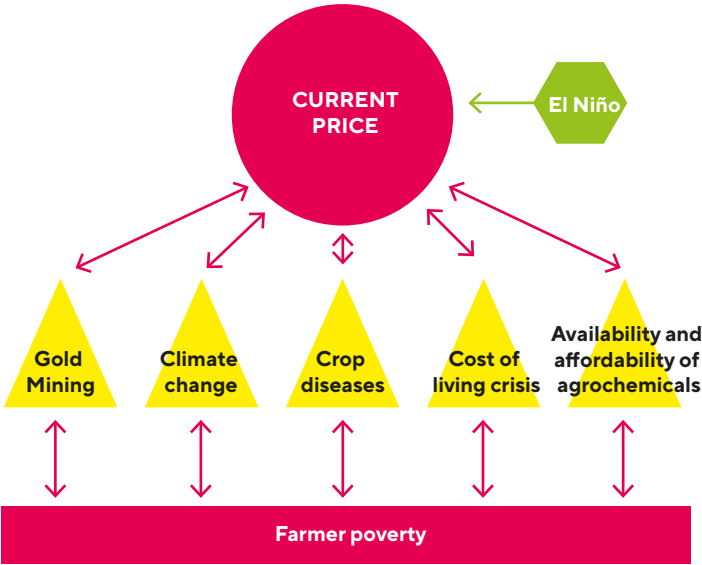 CURRENT
PRICE
El Niño
Gold
Mining
Climate
change
Crop
diseases
Cost of
living crisis
Availability and
affordability of
agrochemicals
Farmer poverty